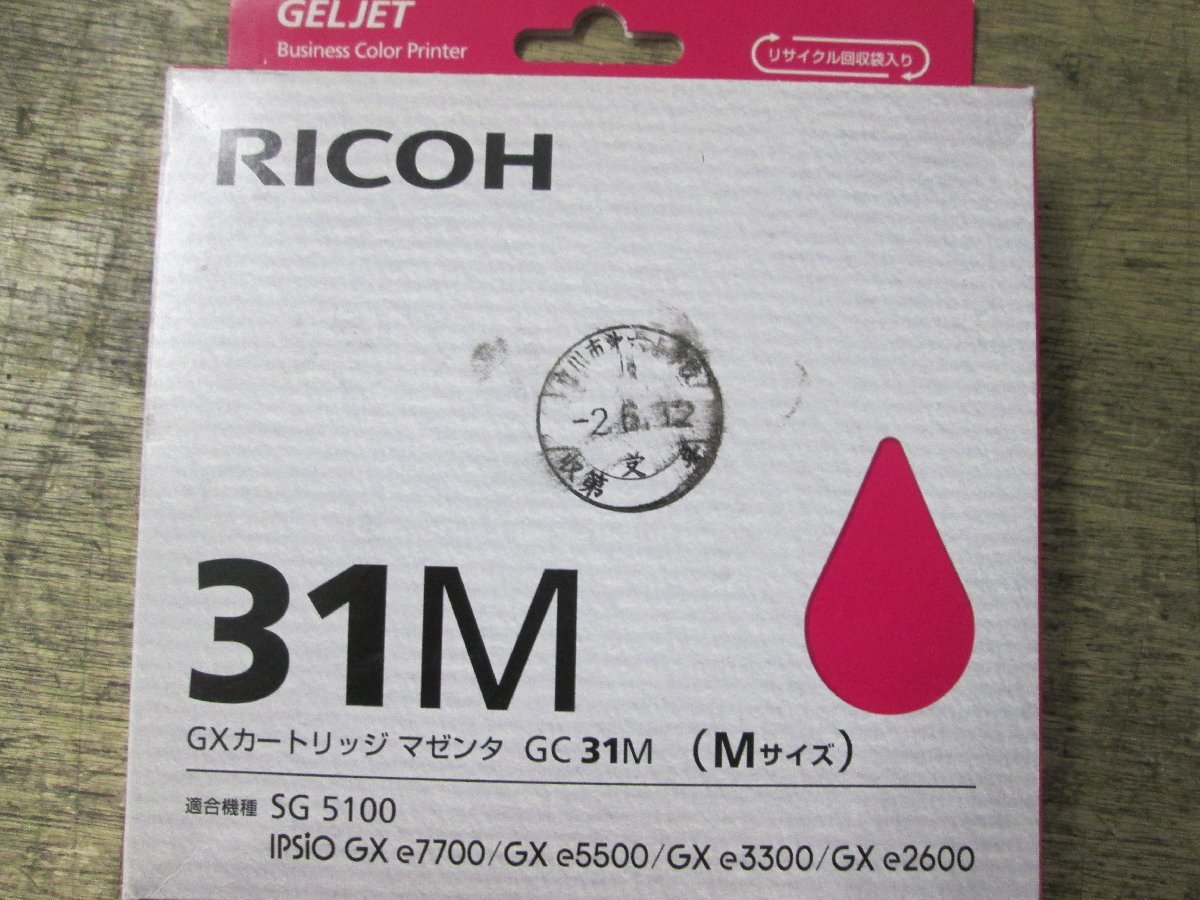 GELJET
Business Color Printer
リサイクル回収袋入り
RICOH
-2.6.12
31M
GXカートリッジ マゼンタ GC 31M (Mサイズ)
適合機種 SG 5100
IPSiO GX e7700/GX e5500/GX e3300/GX e2600